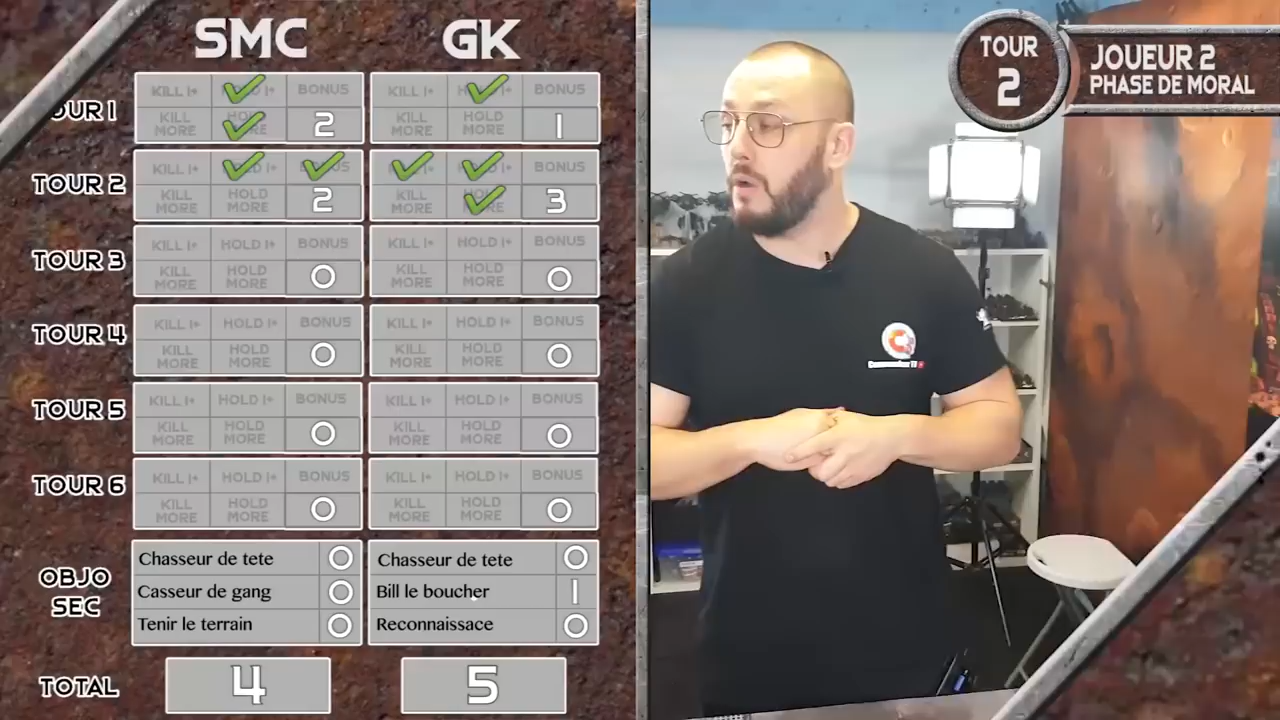 SMC GK
TOUR 2
JOUEUR 2
PHASE DE MORAL
OUR 1
KILL 1+ BONUS KILL 1+ BONUS
KILL MORE 2 KILL MORE HOLD MORE 1
TOUR 2
KILL 1+ BONUS
HOLD MORE
KILL MORE HOLD MORE 2 KILL MORE 3
TOUR 3
KILL 1+ HOLD 1+ BONUS KILL 1+ HOLD 1+ BONUS
KILL MORE HOLD MORE 0 KILL MORE HOLD MORE 0
TOUR 4
KILL 1+ HOLD 1+ BONUS KILL 1+ HOLD 1+ BONUS
KILL MORE HOLD MORE 0 KILL MORE HOLD MORE 0
TOUR 5
KILL 1+ HOLD 1+ BONUS KILL 1+ HOLD 1+ BONUS
KILL MORE HOLD MORE 0 KILL MORE HOLD MORE 0
TOUR 6
KILL 1+ HOLD 1+ BONUS KILL 1+ HOLD 1+ BONUS
KILL MORE HOLD MORE 0 KILL MORE HOLD MORE 0
OBJO SEC
Chasseur de tete 0 Chasseur de tete 0
Casseur de gang 0 Bill le boucher 1
Tenir le terrain 0 Reconnaissace 0
TOTAL 4 5